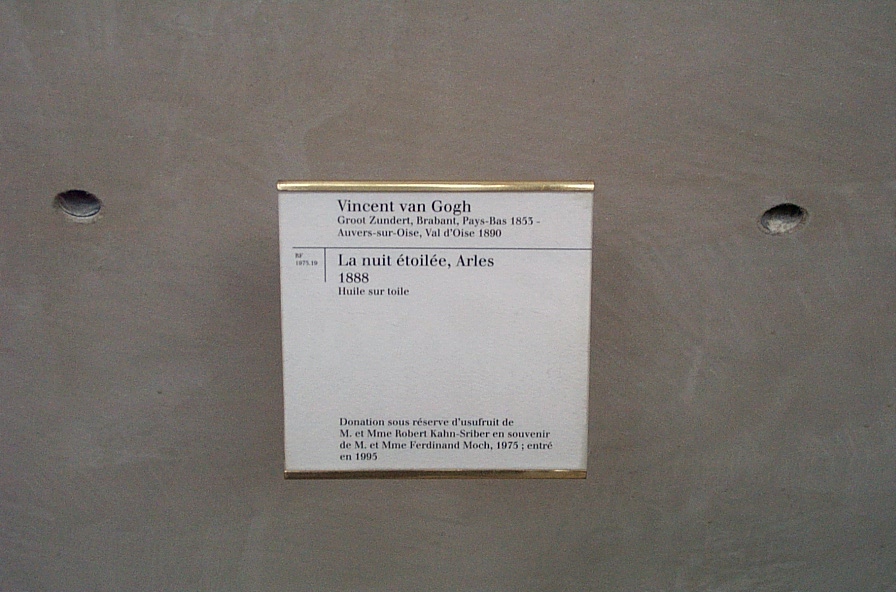 Vincent van Gogh
Groot Zundert, Brabant, Pays-Bas 1853 -
Auvers-sur-Oise, Val d'Oise 1890
RF
1975.19
La nuit étoilée, Arles
1888
Huile sur toile
Donation sous réserve d'usufruit de
M. et Mme Robert Kahn-Sriber en souvenir
de M. et Mme Ferdinand Moch, 1975 ; entré
en 1995